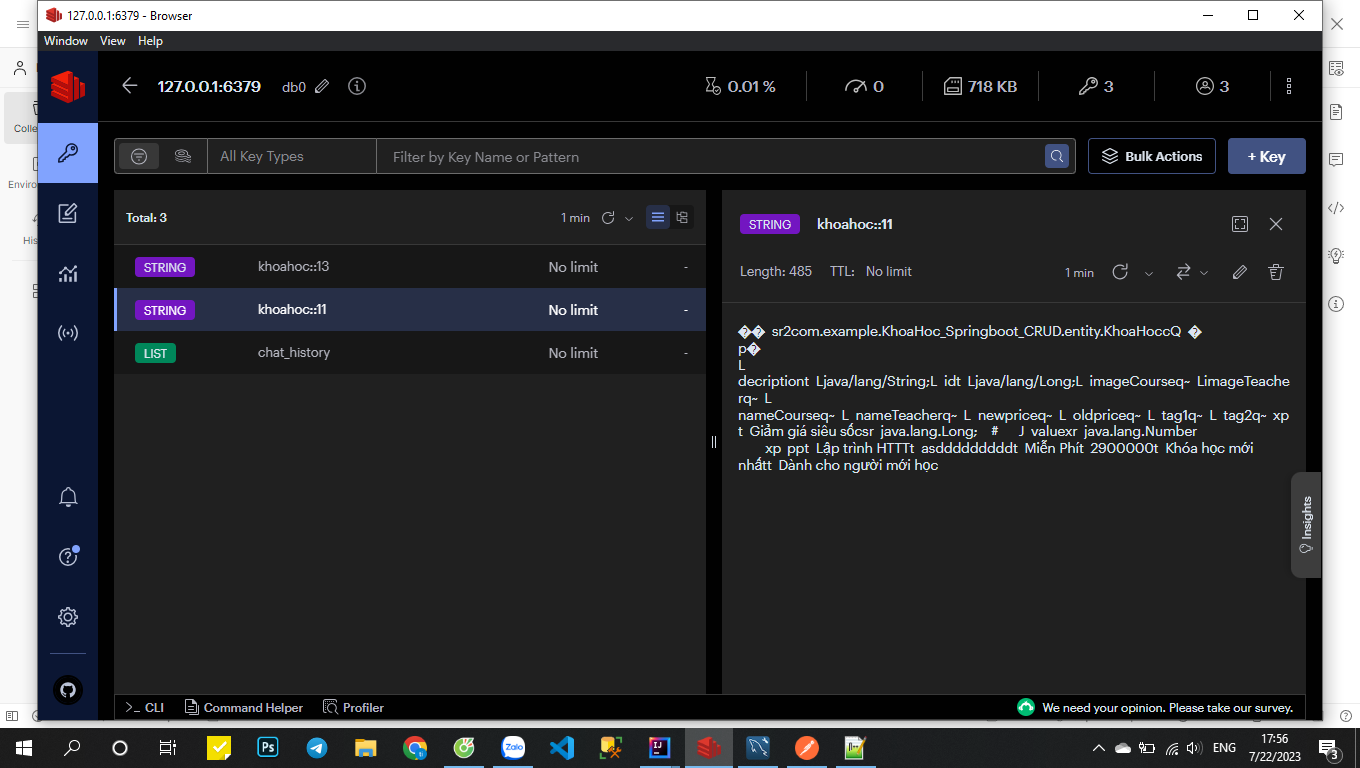 127.0.0.1:6379 - Browser
Window View Help
127.0.0.1:6379 db0 0.01 % 0 718 KB 3 3
All Key Types Filter by Key Name or Pattern Bulk Actions + Key
Total: 3 1 min
STRING khoahoc::13 No limit -
STRING khoahoc::11 No limit -
LIST chat_history No limit -
STRING khoahoc::11
Length: 485 TTL: No limit 1 min
�� sr2com.example.KhoaHoc_Springboot_CRUD.entity.KhoaHoccQ �
p�
L
decriptiont Ljava/lang/String;L idt Ljava/lang/Long;L imageCourseq~ LimageTeache
rq~ L
nameCourseq~ L nameTeacherq~ L newpriceq~ L oldpriceq~ L tag1q~ L tag2q~ xp
t Giảm giá siêu sốcsr java.lang.Long; # J valuexr java.lang.Number
xp ppt Lập trình HTTTt asddddddddddt Miễn Phít 2900000t Khóa học mới
nhấtt Dành cho người mới học
Insights
>_ CLI Command Helper Profiler We need your opinion. Please take our survey.
Colle
Enviro
His
Ps
Zalo
IJ
ENG
17:56
7/22/2023
3